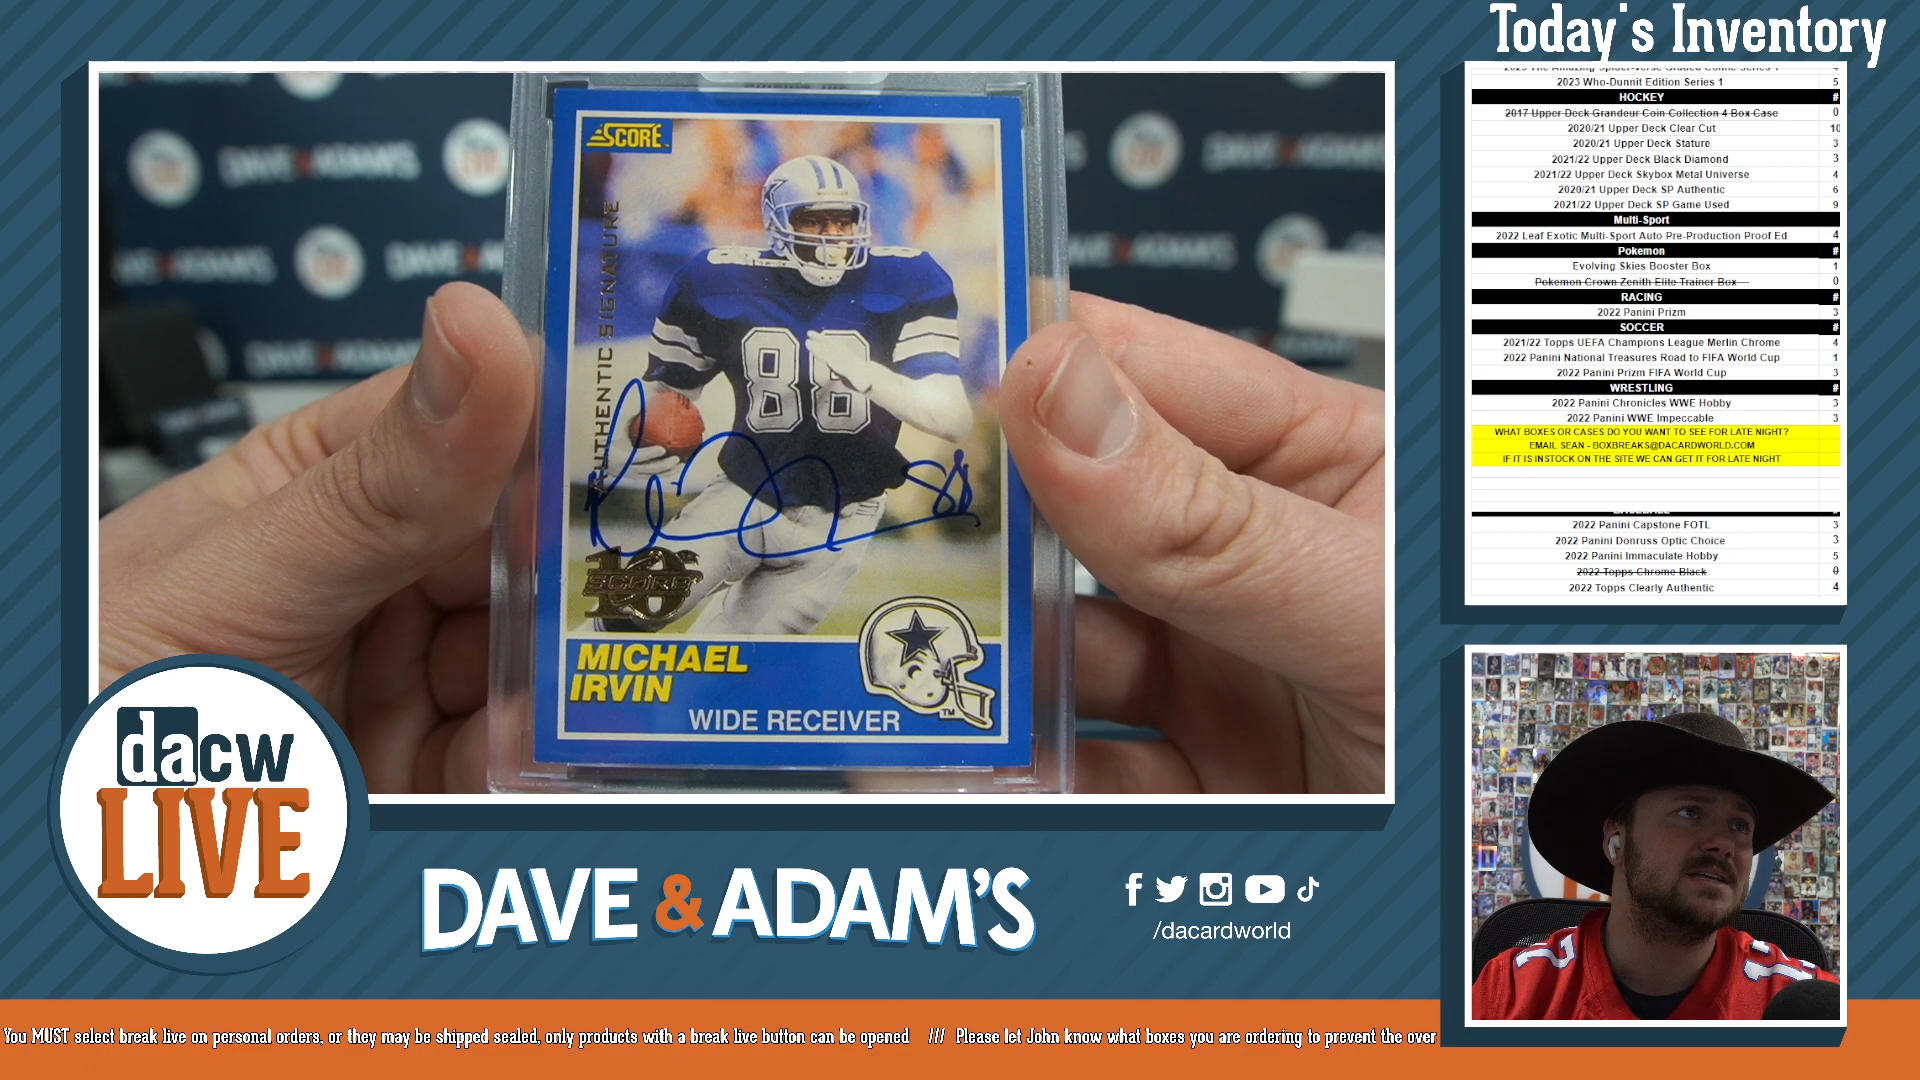 Today's Inventory
2023 Who-Dunnit Edition Series 1 5
HOCKEY #
2017 Upper Deck Grandeur Coin Collection 4 Box Case 0
2020/21 Upper Deck Clear Cut 10
2020/21 Upper Deck Stature 3
2021/22 Upper Deck Black Diamond 3
2021/22 Upper Deck Skybox Metal Universe 4
2020/21 Upper Deck SP Authentic 6
2021/22 Upper Deck SP Game Used 9
Multi-Sport
2022 Leaf Exotic Multi-Sport Auto Pre-Production Proof Ed 4
Pokemon #
Evolving Skies Booster Box 1
Pokemon Crown Zenith Elite Trainer Box 0
RACING #
2022 Panini Prizm 3
SOCCER #
2021/22 Topps UEFA Champions League Merlin Chrome 4
2022 Panini National Treasures Road to FIFA World Cup 1
2022 Panini Prizm FIFA World Cup 3
WRESTLING #
2022 Panini Chronicles WWE Hobby 3
2022 Panini WWE Impeccable 3
WHAT BOXES OR CASES DO YOU WANT TO SEE FOR LATE NIGHT?
EMAIL SEAN - BOXBREAKS@DACARDWORLD.COM
IF IT IS INSTOCK ON THE SITE WE CAN GET IT FOR LATE NIGHT
2022 Panini Capstone FOTL 3
2022 Panini Donruss Optic Choice 3
2022 Panini Immaculate Hobby 5
2022 Topps Chrome Black 0
2022 Topps Clearly Authentic 4
DAVE & ADAM'S
DAVE & ADAM'S
SCORE
AUTHENTIC SIGNATURE
88
88
SCORE
10
MICHAEL
IRVIN
WIDE RECEIVER
TM
dacw
LIVE
DAVE & ADAM'S
/dacardworld
17
You MUST select break live on personal orders, or they may be shipped sealed, only products with a break live button can be opened /// Please let John know what boxes you are ordering to prevent the over